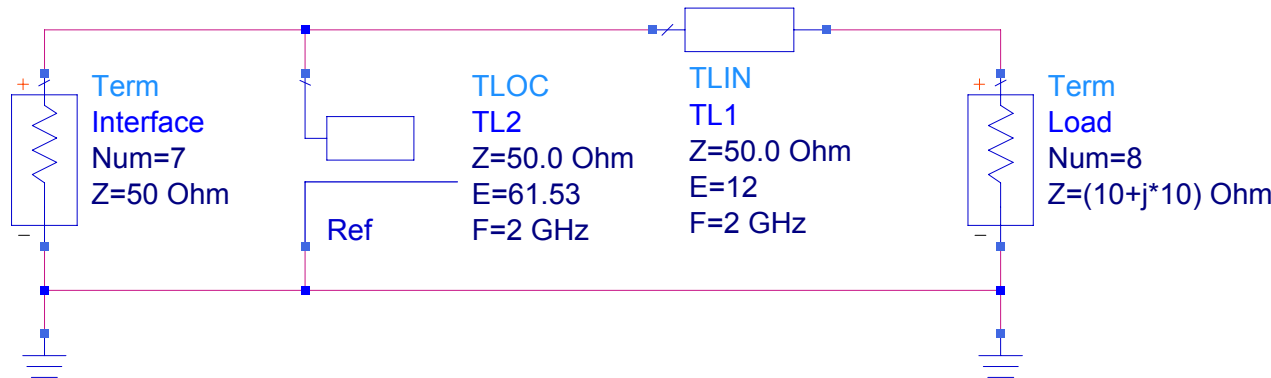 +
Term
Interface
Num=7
Z=50 Ohm
−
Ref
TLOC
TL2
Z=50.0 Ohm
E=61.53
F=2 GHz
TLIN
TL1
Z=50.0 Ohm
E=12
F=2 GHz
+
Term
Load
Num=8
Z=(10+j*10) Ohm
−